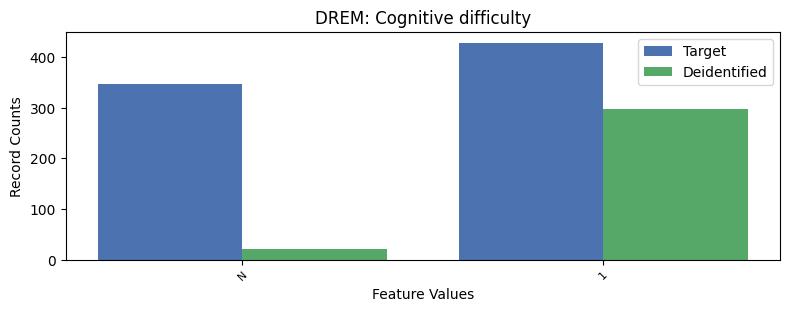 DREM: Cognitive difficulty
Target
Deidentified
400
300
200
100
0
Record Counts
N
1
Feature Values